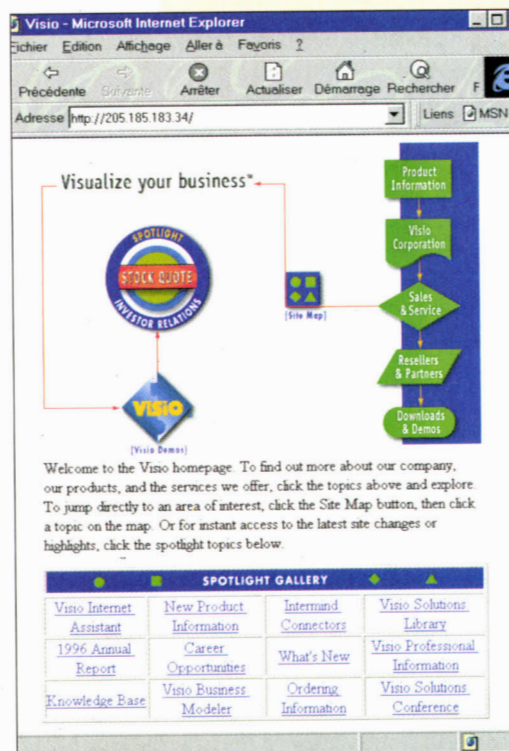 Visio - Microsoft Internet Explorer
Fichier Edition Affichage Aller à Favoris ?
Précédente Suivante Arrêter Actualiser Démarrage Rechercher F
Adresse http://205.185.183.34/ Liens MSN
Visualize your business™
Product
Information
Visio
Corporation
Sales
& Service
Resellers
& Partners
Downloads
& Demos
[Site Map]
SPOTLIGHT
STOCK QUOTE
INVESTOR RELATIONS
VISIO
[Visio Demos]
Welcome to the Visio homepage. To find out more about our company,
our products, and the services we offer, click the topics above and explore.
To jump directly to an area of interest, click the Site Map button, then click
a topic on the map. Or for instant access to the latest site changes or
highlights, click the spotlight topics below.
SPOTLIGHT GALLERY
Visio Internet
Assistant
New Product
Information
Intermind
Connectors
Visio Solutions
Library
1996 Annual
Report
Career
Opportunities
What's New
Visio Professional
Information
Knowledge Base
Visio Business
Modeler
Ordering
Information
Visio Solutions
Conference